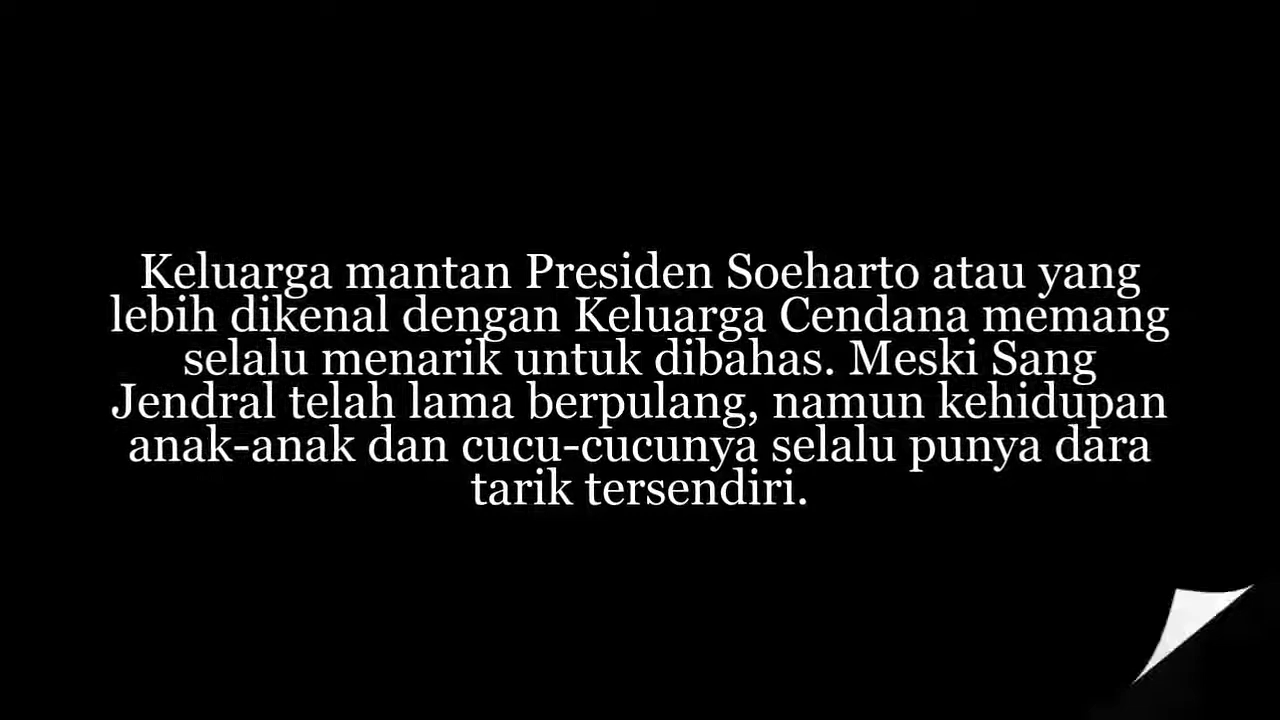 Keluarga mantan Presiden Soeharto atau yang
lebih dikenal dengan Keluarga Cendana memang
selalu menarik untuk dibahas. Meski Sang
Jendral telah lama berpulang, namun kehidupan
anak-anak dan cucu-cucunya selalu punya dara
tarik tersendiri.